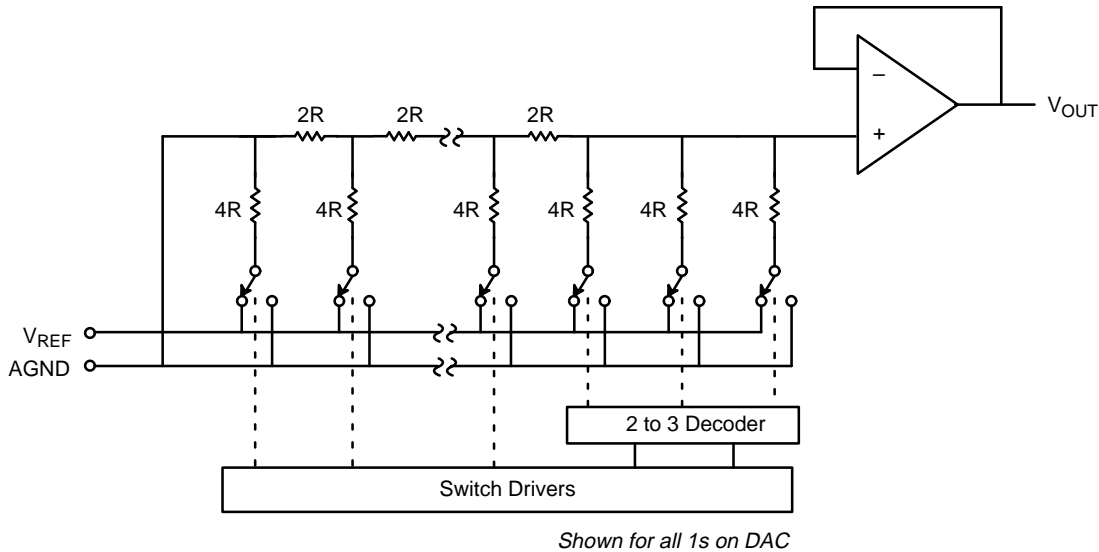 2R 2R 2R
−
+
V_OUT
4R 4R 4R 4R 4R 4R
V_REF
AGND
2 to 3 Decoder
Switch Drivers
Shown for all 1s on DAC